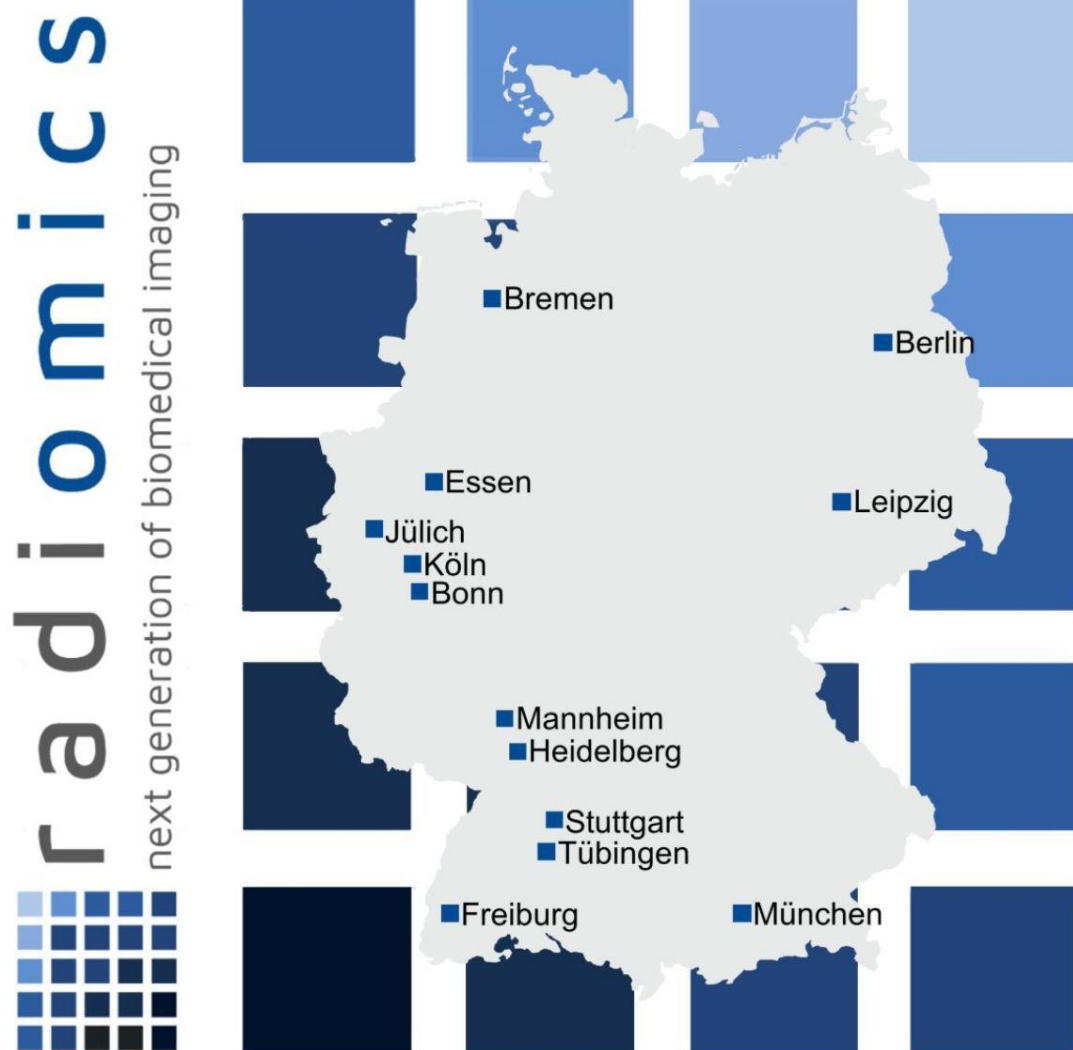 radiomics
next generation of biomedical imaging
Bremen
Berlin
Essen
Leipzig
Jülich
Köln
Bonn
Mannheim
Heidelberg
Stuttgart
Tübingen
Freiburg
München